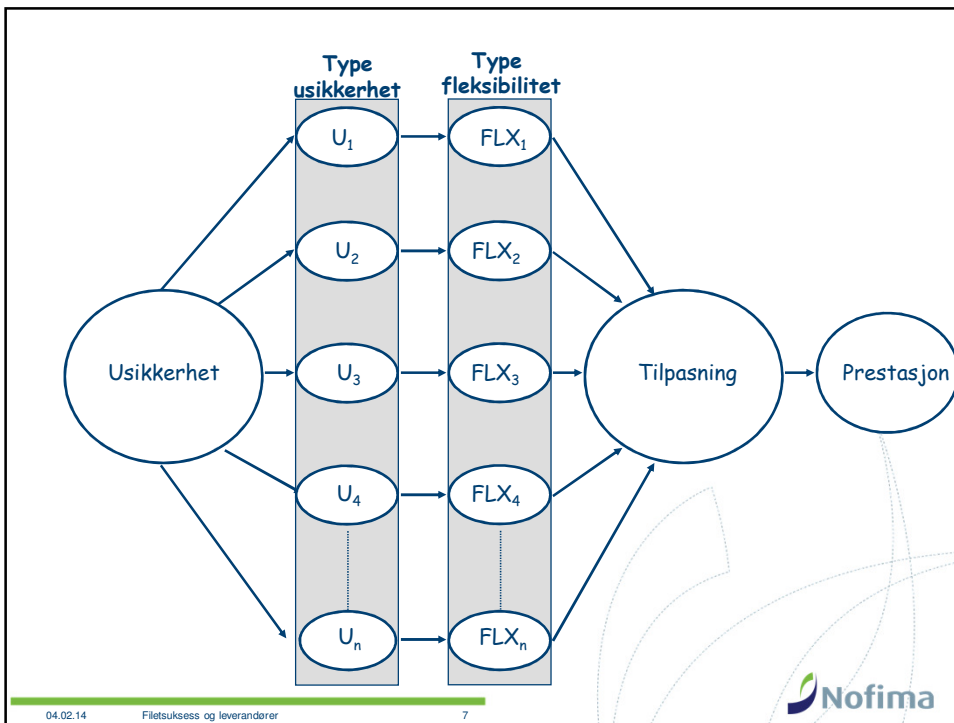 Type
usikkerhet
Type
fleksibilitet
U₁
FLX₁
U₂
FLX₂
Usikkerhet
U₃
FLX₃
Tilpasning
Prestasjon
U₄
FLX₄
Uₙ
FLXₙ
04.02.14
Filetsuksess og leverandører
7
Nofima